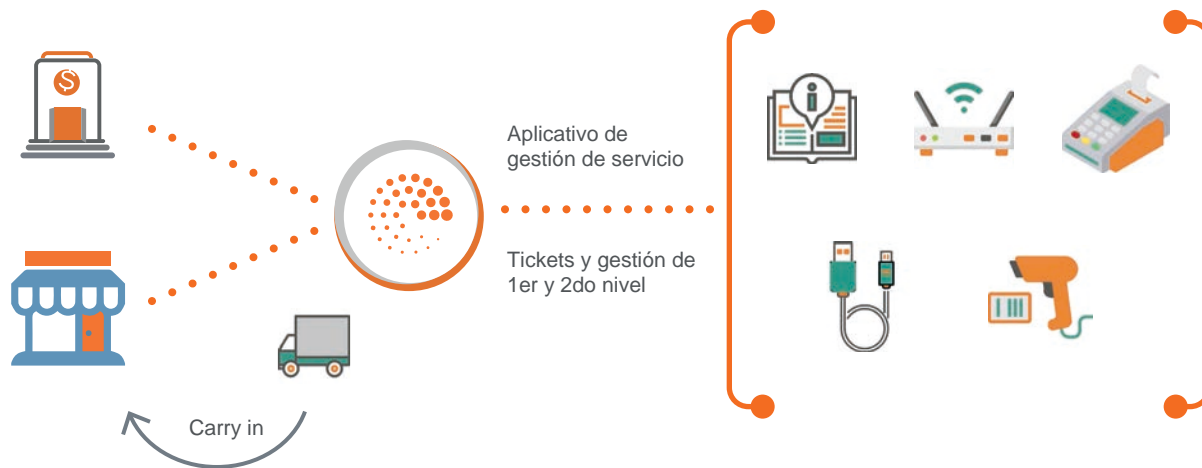 Aplicativo de
gestión de servicio
Tickets y gestión de
1er y 2do nivel
Carry in